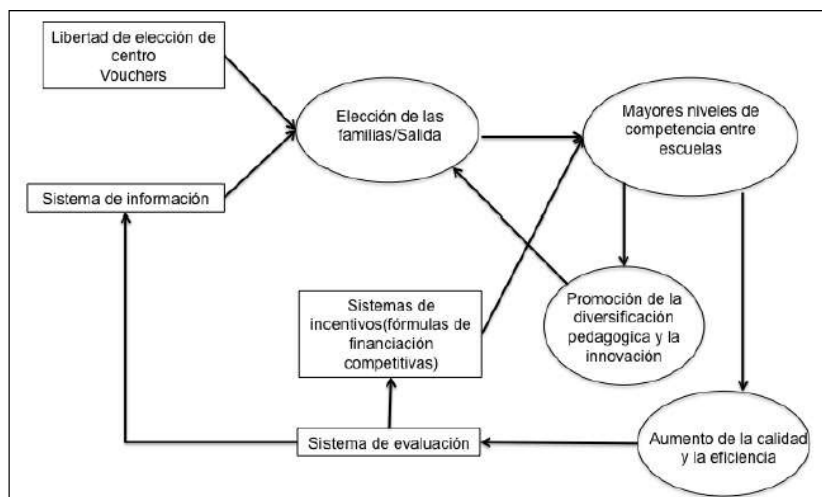 Libertad de elección de
centro
Vouchers
Elección de las
familias/Salida
Mayores niveles de
competencia entre
escuelas
Sistema de información
Sistemas de
incentivos(fórmulas de
financiación
competitivas)
Promoción de la
diversificación
pedagogica y la
innovación
Sistema de evaluación
Aumento de la calidad
y la eficiencia